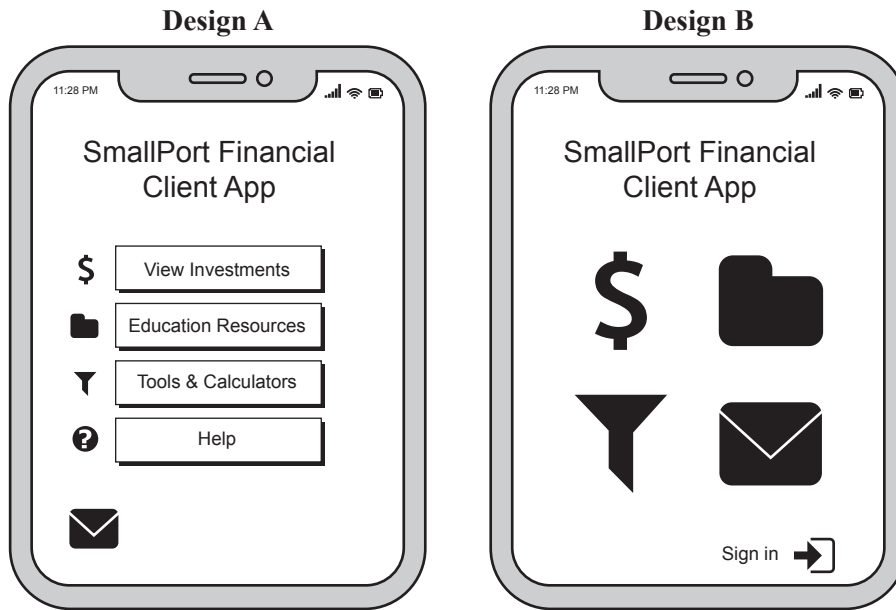 Design A
11:28 PM
SmallPort Financial
Client App
$
View Investments
Education Resources
Tools & Calculators
?
Help
Design B
11:28 PM
SmallPort Financial
Client App
$
Sign in